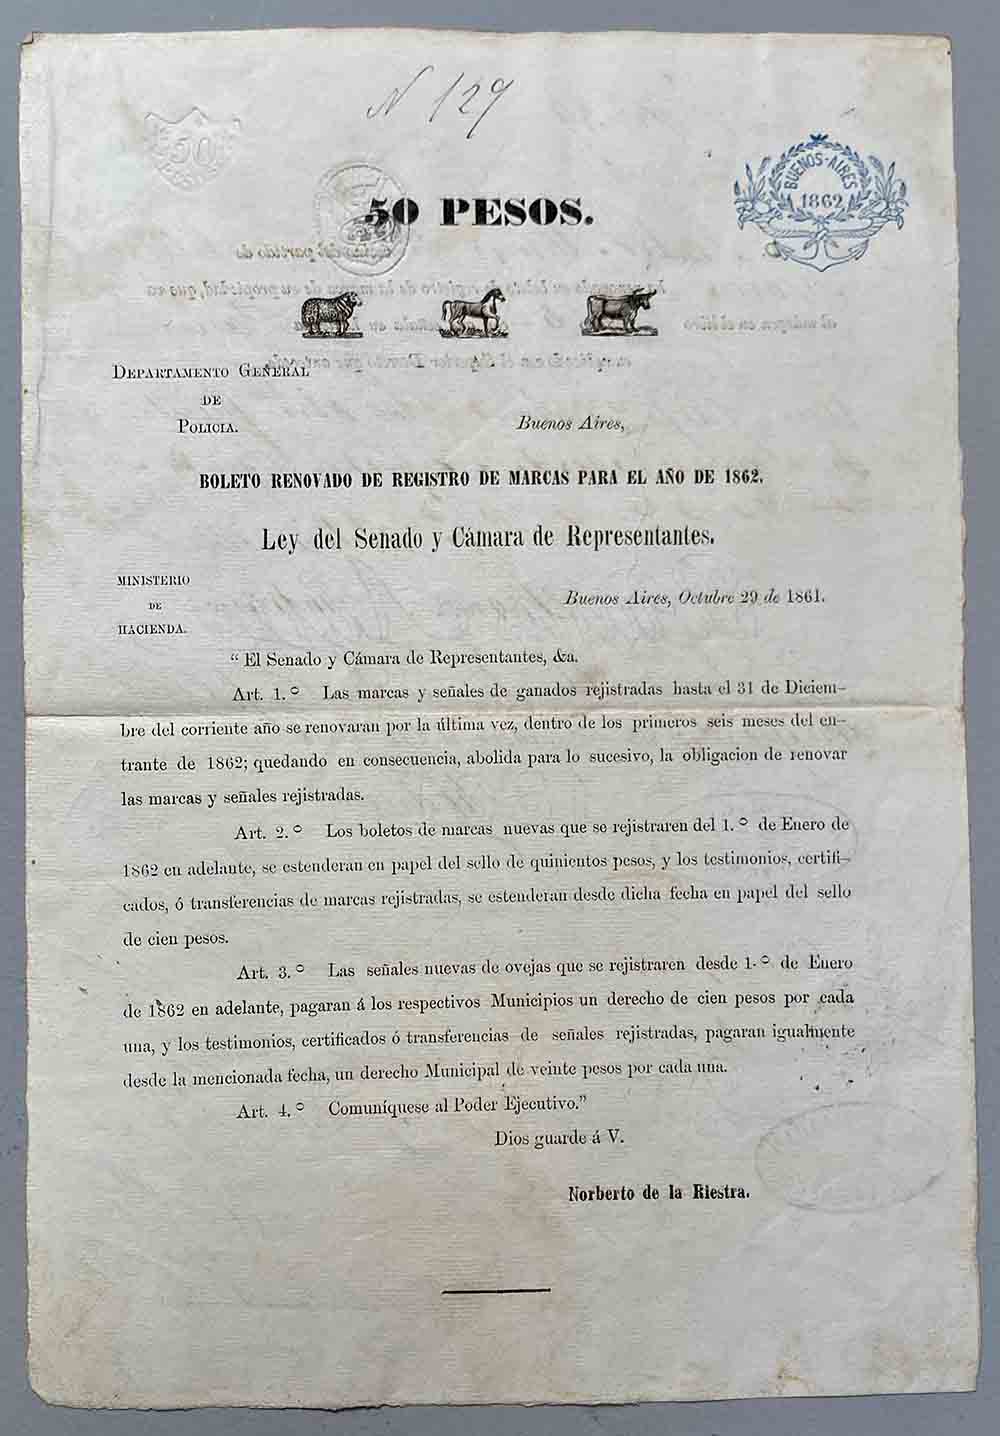 N 129
50
BUENOS-AIRES
1862
50 PESOS.
DEPARTAMENTO GENERAL
DE
POLICIA.
Buenos Aires,
BOLETO RENOVADO DE REGISTRO DE MARCAS PARA EL AÑO DE 1862.
Ley del Senado y Cámara de Representantes.
MINISTERIO
DE
HACIENDA.
Buenos Aires, Octubre 29 de 1861.
“ El Senado y Cámara de Representantes, &a.
Art. 1.º Las marcas y señales de ganados rejistradas hasta el 31 de Diciem-
bre del corriente año se renovaran por la última vez, dentro de los primeros seis meses del en-
trante de 1862; quedando en consecuencia, abolida para lo sucesivo, la obligacion de renovar
las marcas y señales rejistradas.
Art. 2.º Los boletos de marcas nuevas que se rejistraren del 1.º de Enero de
1862 en adelante, se estenderan en papel del sello de quinientos pesos, y los testimonios, certifi-
cados, ó transferencias de marcas rejistradas, se estenderan desde dicha fecha en papel del sello
de cien pesos.
Art. 3.º Las señales nuevas de ovejas que se rejistraren desde 1.º de Enero
de 1862 en adelante, pagaran á los respectivos Municipios un derecho de cien pesos por cada
una, y los testimonios, certificados ó transferencias de señales rejistradas, pagaran igualmente
desde la mencionada fecha, un derecho Municipal de veinte pesos por cada una.
Art. 4.º Comuníquese al Poder Ejecutivo.”
Dios guarde á V.
Norberto de la Riestra.